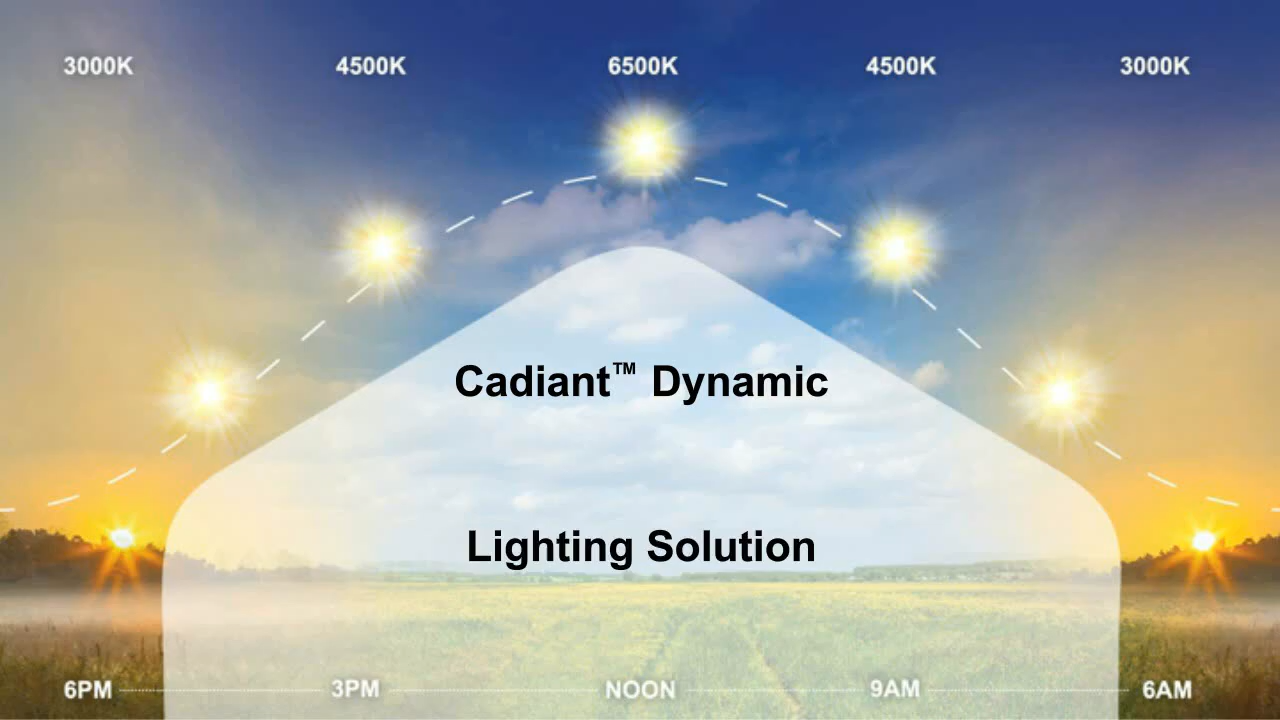 3000K 4500K 6500K 4500K 3000K
Cadiant™ Dynamic
Lighting Solution
6PM 3PM NOON 9AM 6AM